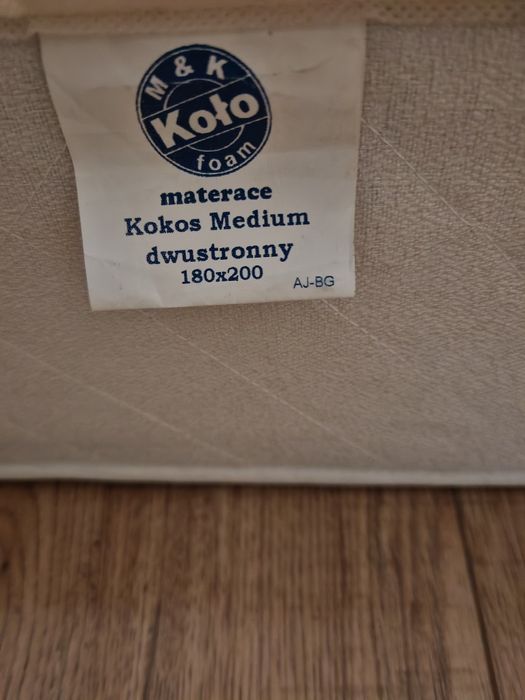 M & K
Koło
foam
materace
Kokos Medium
dwustronny
180x200
AJ-BG